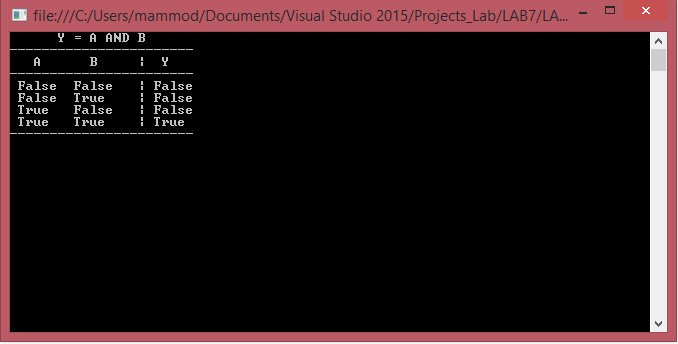 file:///C:/Users/mammod/Documents/Visual Studio 2015/Projects_Lab/LAB7/LA...
Y = A AND B
-----------------------
A B ¦ Y
-----------------------
False False ¦ False
False True ¦ False
True False ¦ False
True True ¦ True
-----------------------